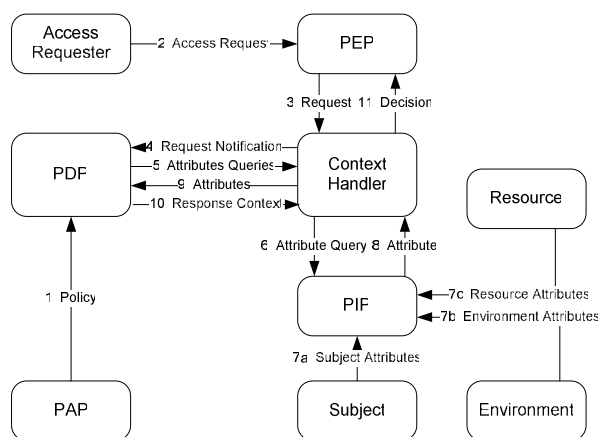 Access
Requester
2 Access Request
PEP
3 Request
11 Decision
4 Request Notification
5 Attributes Queries
9 Attributes
10 Response Context
PDP
Context
Handler
Resource
6 Attribute Query
8 Attribute
1 Policy
PIF
7c Resource Attributes
7b Environment Attributes
7a Subject Attributes
PAP
Subject
Environment